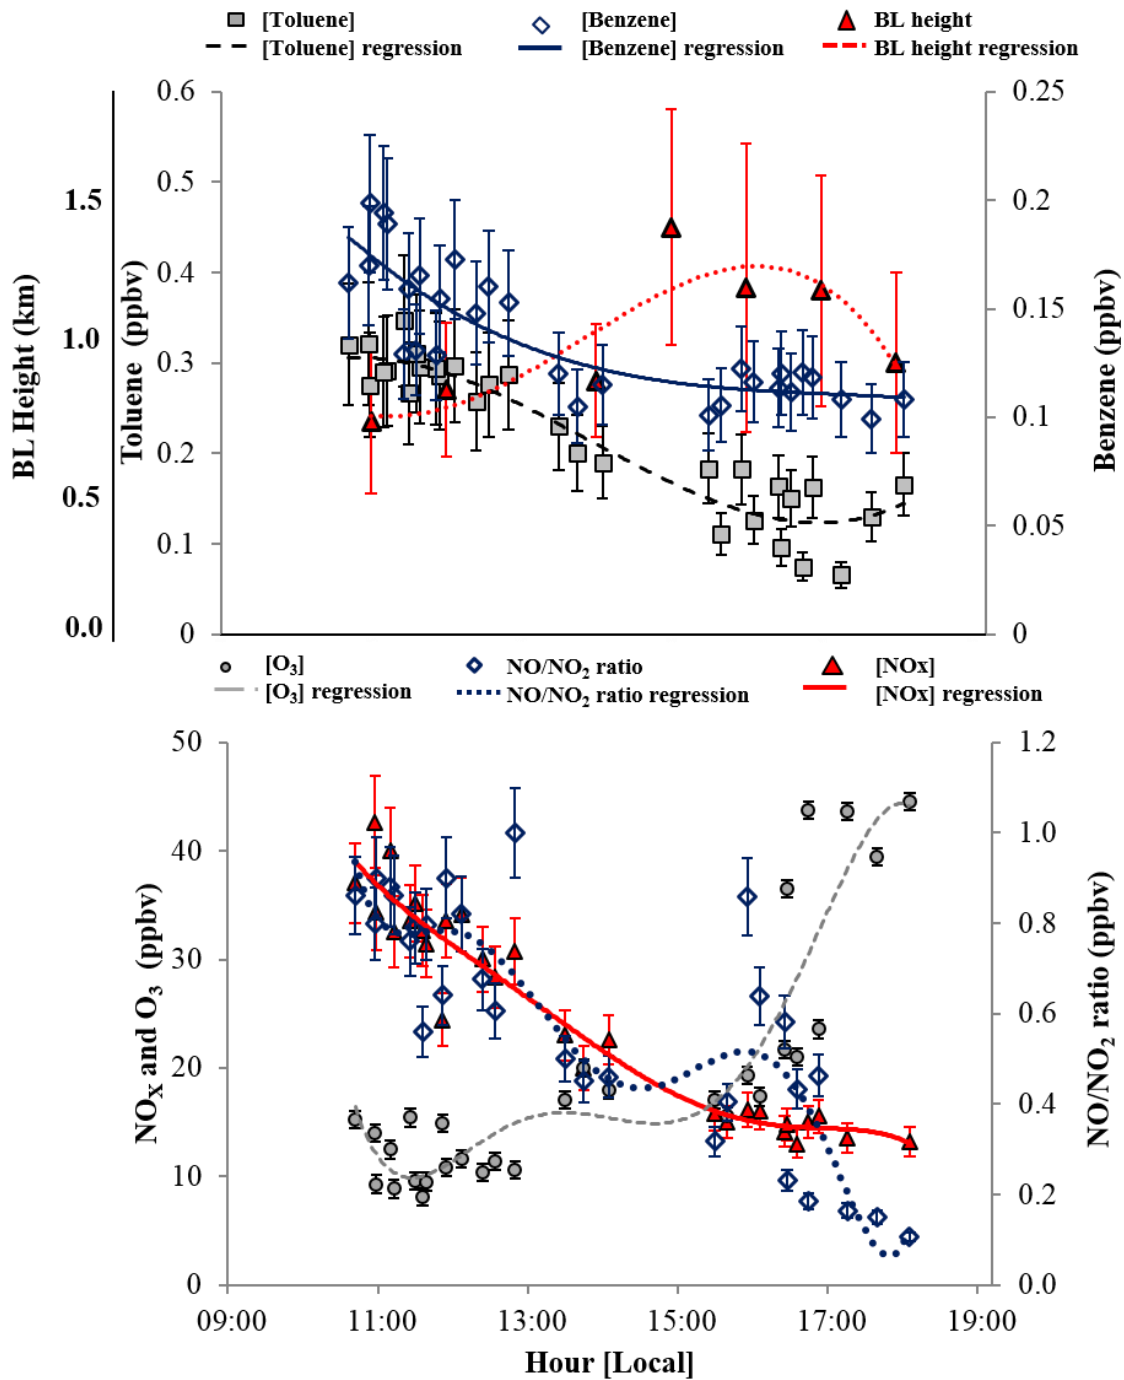 [Toluene] [Benzene] BL height
[Toluene] regression [Benzene] regression BL height regression
BL Height (km)
1.5
1.0
0.5
0.0
Toluene (ppbv)
0.6
0.5
0.4
0.3
0.2
0.1
0
0.25
0.2
0.15
0.1
0.05
0
Benzene (ppbv)
[O₃] NO/NO₂ ratio [NOx]
[O₃] regression NO/NO₂ ratio regression [NOx] regression
NOX and O₃ (ppbv)
50
40
30
20
10
0
1.2
1.0
0.8
0.6
0.4
0.2
0.0
NO/NO₂ ratio (ppbv)
09:00 11:00 13:00 15:00 17:00 19:00
Hour [Local]